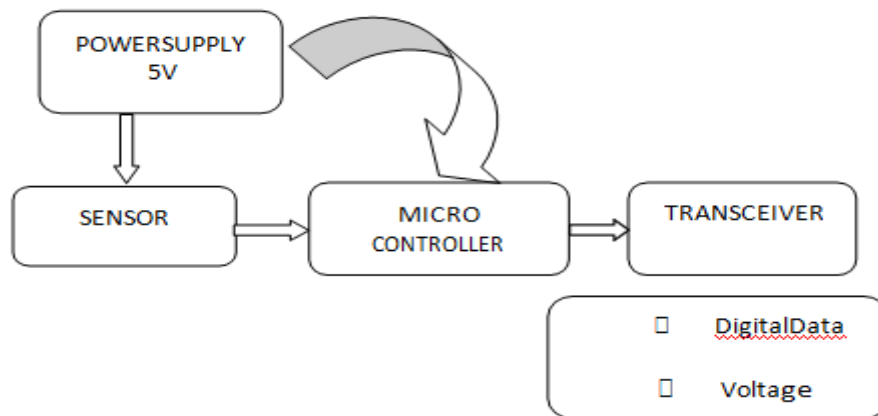 POWERSUPPLY
5V
SENSOR
MICRO
CONTROLLER
TRANSCEIVER
DigitalData
Voltage